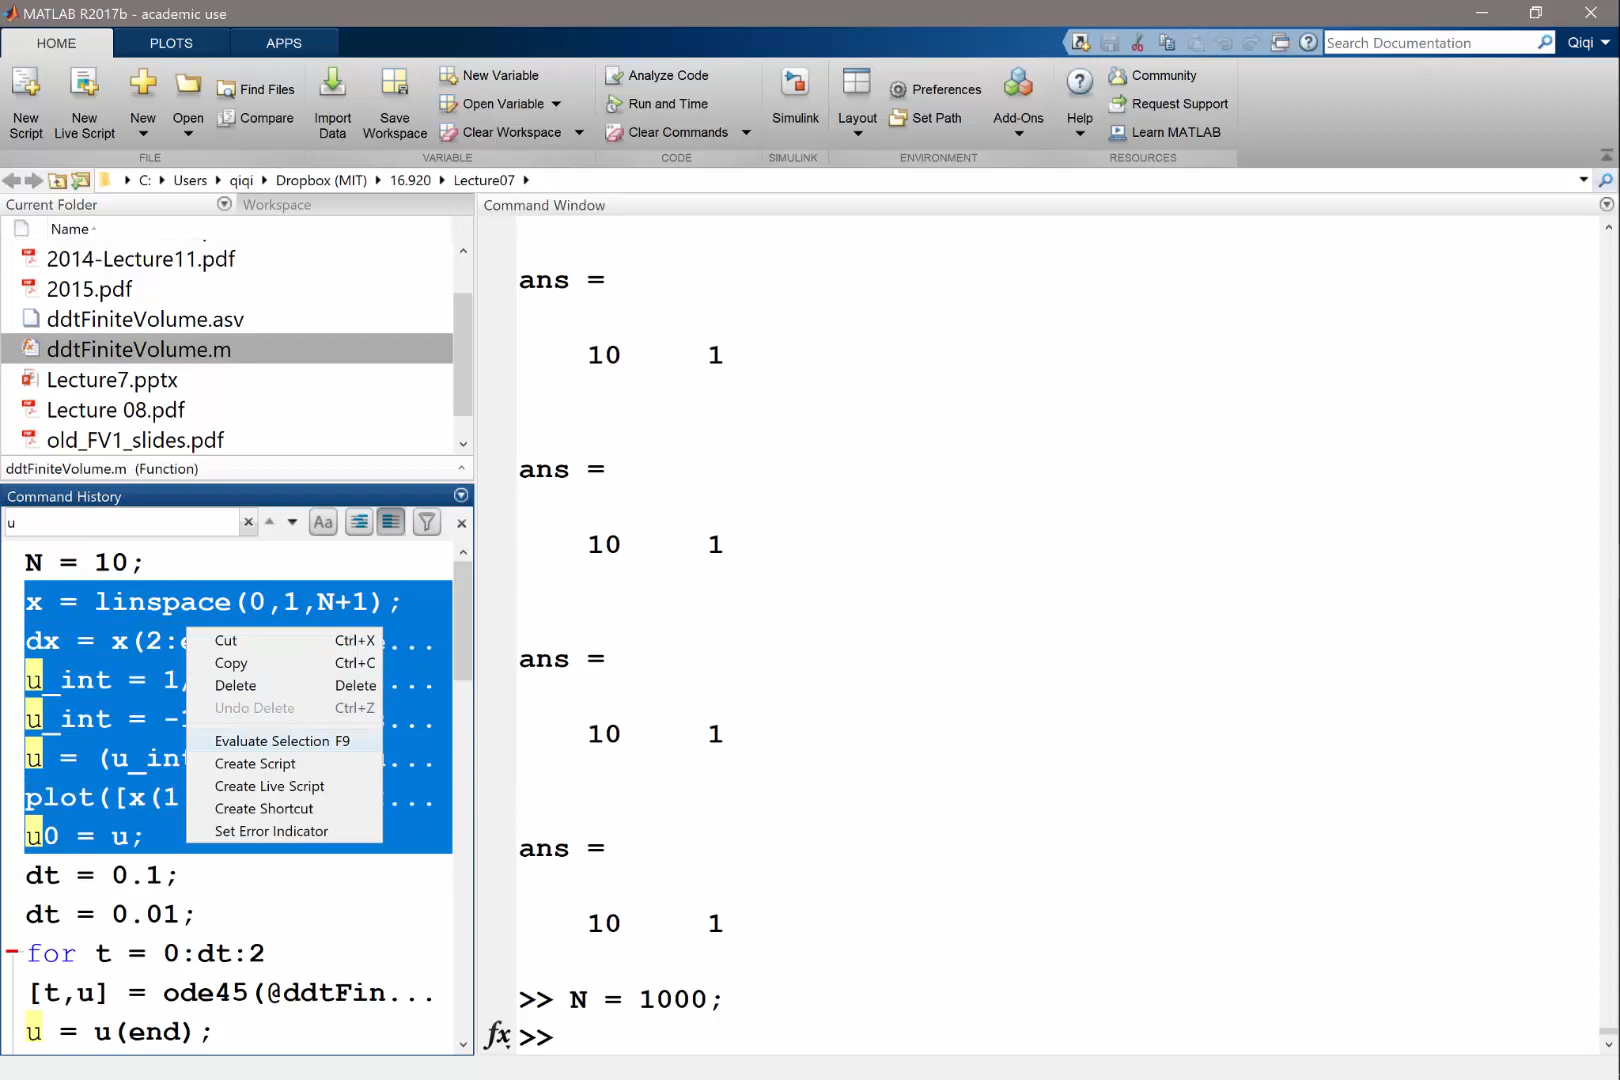 MATLAB R2017b - academic use
HOME PLOTS APPS
Search Documentation
Qiqi
New Script
New Live Script
New
Open
Find Files
Compare
Import Data
Save Workspace
New Variable
Open Variable
Clear Workspace
Analyze Code
Run and Time
Clear Commands
Simulink
Layout
Preferences
Set Path
Add-Ons
Help
Community
Request Support
Learn MATLAB
FILE VARIABLE CODE SIMULINK ENVIRONMENT RESOURCES
C: Users qiqi Dropbox (MIT) 16.920 Lecture07
Current Folder Workspace
Name
2014-Lecture11.pdf
2015.pdf
ddtFiniteVolume.asv
ddtFiniteVolume.m
Lecture7.pptx
Lecture 08.pdf
old_FV1_slides.pdf
ddtFiniteVolume.m (Function)
Command History
u
Aa
N = 10;
x = linspace(0,1,N+1);
dx = x(2: ...
u_int = 1 ...
u_int = - ...
u = (u_in ...
plot([x(1 ...
u0 = u;
dt = 0.1;
dt = 0.01;
for t = 0:dt:2
[t,u] = ode45(@ddtFin...
u = u(end);
Cut Ctrl+X
Copy Ctrl+C
Delete Delete
Undo Delete Ctrl+Z
Evaluate Selection F9
Create Script
Create Live Script
Create Shortcut
Set Error Indicator
Command Window
ans =
10 1
ans =
10 1
ans =
10 1
ans =
10 1
>> N = 1000;
fx >>